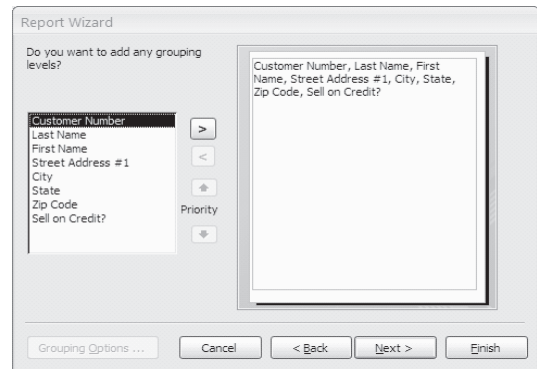 Report Wizard
Do you want to add any grouping
levels?
Customer Number
Last Name
First Name
Street Address #1
City
State
Zip Code
Sell on Credit?
>
<
Priority
Customer Number, Last Name, First
Name, Street Address #1, City, State,
Zip Code, Sell on Credit?
Grouping Options ...
Cancel
< Back
Next >
Finish